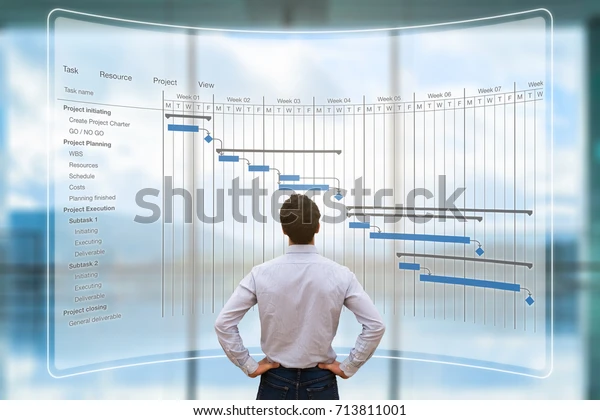 Task Resource Project View
Task name
Week 01 Week 02 Week 03 Week 04 Week 05 Week 06 Week 07 Week
M T W T F M T W T F M T W T F M T W T F M T W T F M T W T F M T W T F M T
Project initiating
Create Project Charter
GO / NO GO
Project Planning
WBS
Resources
Schedule
Costs
Planning finished
Project Execution
Subtask 1
Initiating
Executing
Deliverable
Subtask 2
Initiating
Executing
Deliverable
Project closing
General deliverable
shutterstock
shutterstock
www.shutterstock.com · 713811001